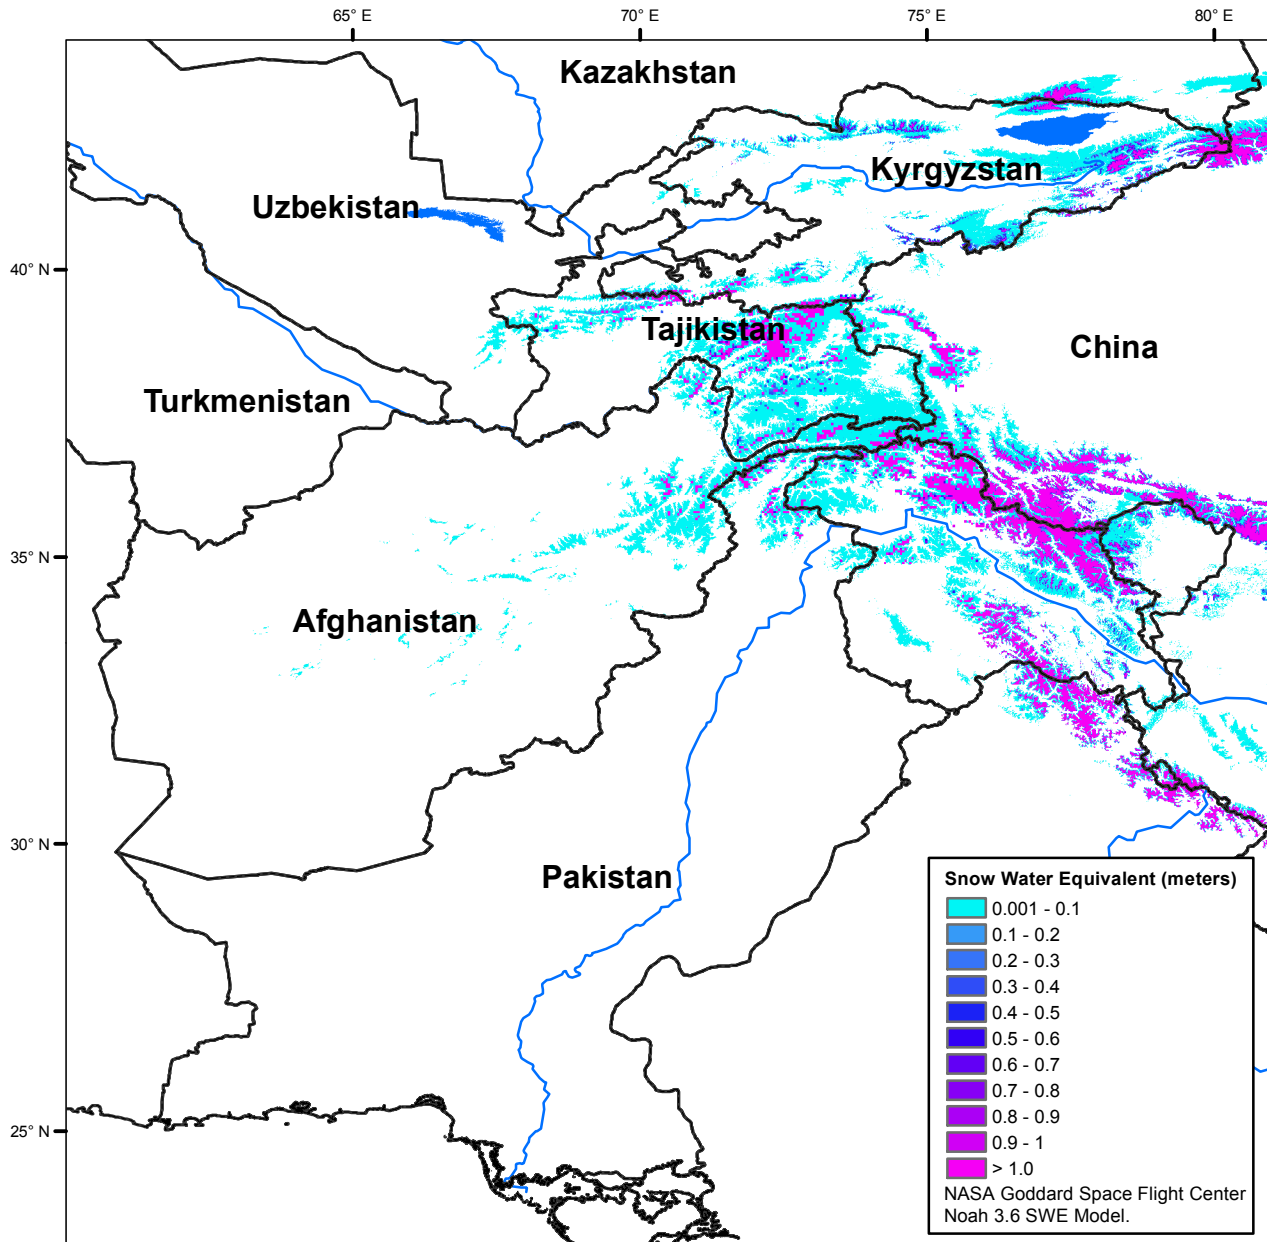 65° E
70° E
75° E
80° E
Kazakhstan
Kyrgyzstan
Uzbekistan
40° N
Tajikistan
China
Turkmenistan
35° N
Afghanistan
30° N
Pakistan
25° N
Snow Water Equivalent (meters)
0.001 - 0.1
0.1 - 0.2
0.2 - 0.3
0.3 - 0.4
0.4 - 0.5
0.5 - 0.6
0.6 - 0.7
0.7 - 0.8
0.8 - 0.9
0.9 - 1
> 1.0
NASA Goddard Space Flight Center
Noah 3.6 SWE Model.